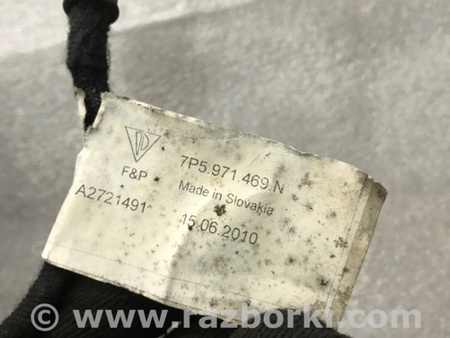 7P5.971.469.N
F&P
Made in Slovakia
A2721491
15.06.2010
© www.razborki.com